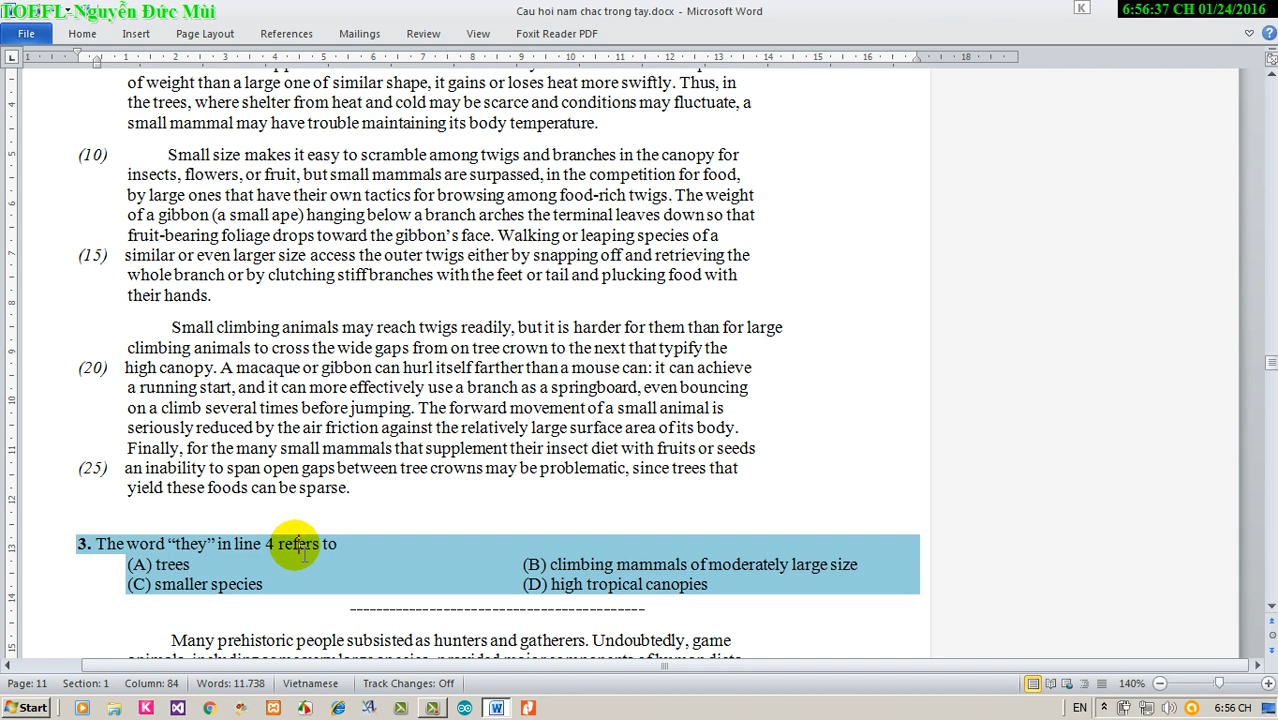 TOEFL-Nguyễn Đức Mùi
Cau hoi nam chac trong tay.docx - Microsoft Word
K
6:56:37 CH 01/24/2016
File Home Insert Page Layout References Mailings Review View Foxit Reader PDF
of weight than a large one of similar shape, it gains or loses heat more swiftly. Thus, in
the trees, where shelter from heat and cold may be scarce and conditions may fluctuate, a
small mammal may have trouble maintaining its body temperature.
(10) Small size makes it easy to scramble among twigs and branches in the canopy for
insects, flowers, or fruit, but small mammals are surpassed, in the competition for food,
by large ones that have their own tactics for browsing among food-rich twigs. The weight
of a gibbon (a small ape) hanging below a branch arches the terminal leaves down so that
fruit-bearing foliage drops toward the gibbon's face. Walking or leaping species of a
(15) similar or even larger size access the outer twigs either by snapping off and retrieving the
whole branch or by clutching stiff branches with the feet or tail and plucking food with
their hands.
Small climbing animals may reach twigs readily, but it is harder for them than for large
climbing animals to cross the wide gaps from on tree crown to the next that typify the
(20) high canopy. A macaque or gibbon can hurl itself farther than a mouse can: it can achieve
a running start, and it can more effectively use a branch as a springboard, even bouncing
on a climb several times before jumping. The forward movement of a small animal is
seriously reduced by the air friction against the relatively large surface area of its body.
Finally, for the many small mammals that supplement their insect diet with fruits or seeds
(25) an inability to span open gaps between tree crowns may be problematic, since trees that
yield these foods can be sparse.
3. The word “they” in line 4 refers to
(A) trees (B) climbing mammals of moderately large size
(C) smaller species (D) high tropical canopies
Many prehistoric people subsisted as hunters and gatherers. Undoubtedly, game
Page: 11 Section: 1 Column: 84 Words: 11.738 Vietnamese Track Changes: Off 140%
Start EN 6:56 CH